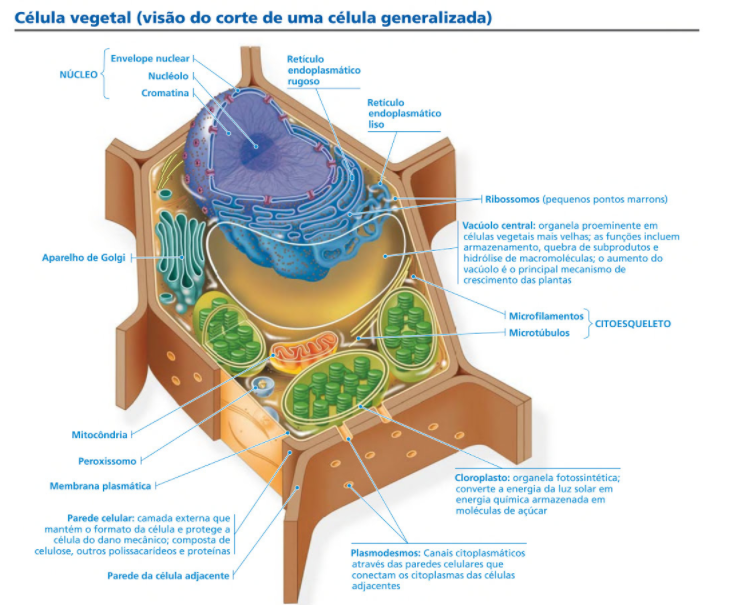 Célula vegetal (visão do corte de uma célula generalizada)
NÚCLEO
Envelope nuclear
Nucléolo
Cromatina
Retículo
endoplasmático
rugoso
Retículo
endoplasmático
liso
Ribossomos (pequenos pontos marrons)
Vacúolo central: organela proeminente em
células vegetais mais velhas; as funções incluem
armazenamento, quebra de subprodutos e
hidrólise de macromoléculas; o aumento do
vacúolo é o principal mecanismo de
crescimento das plantas
Aparelho de Golgi
Microfilamentos
Microtúbulos
CITOESQUELETO
Mitocôndria
Peroxissomo
Membrana plasmática
Parede celular: camada externa que
mantém o formato da célula e protege a
célula do dano mecânico; composta de
celulose, outros polissacarídeos e proteínas
Parede da célula adjacente
Cloroplasto: organela fotossintética;
converte a energia da luz solar em
energia química armazenada em
moléculas de açúcar
Plasmodesmos: Canais citoplasmáticos
através das paredes celulares que
conectam os citoplasmas das células
adjacentes